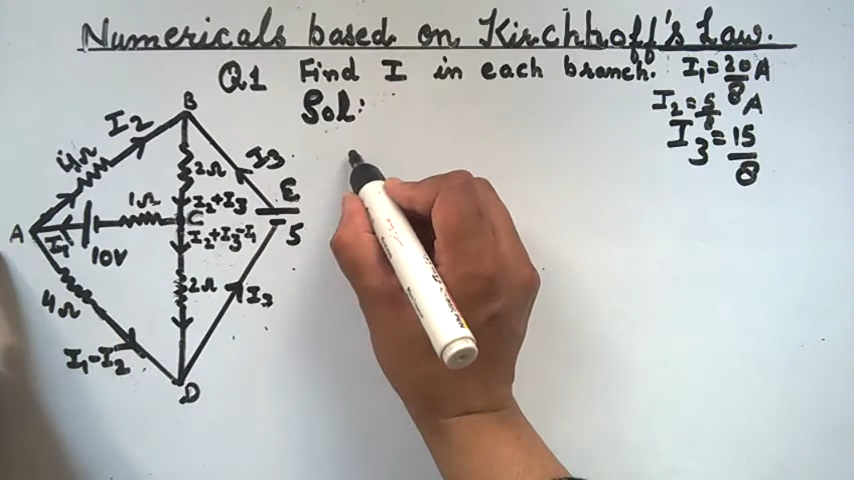 Numericals based on Kirchhoff's Law.
Q1 Find I in each branch. I₁=20/8 A
Sol:
I₂=5/8 A
I₃=15/8
B
I2
4Ω
2Ω
I3
1Ω
I₂+I₃
E
A
C
I₁
10V
I₂+I₃-I₁
5
4Ω
2Ω
I₃
I₁-I₂
D